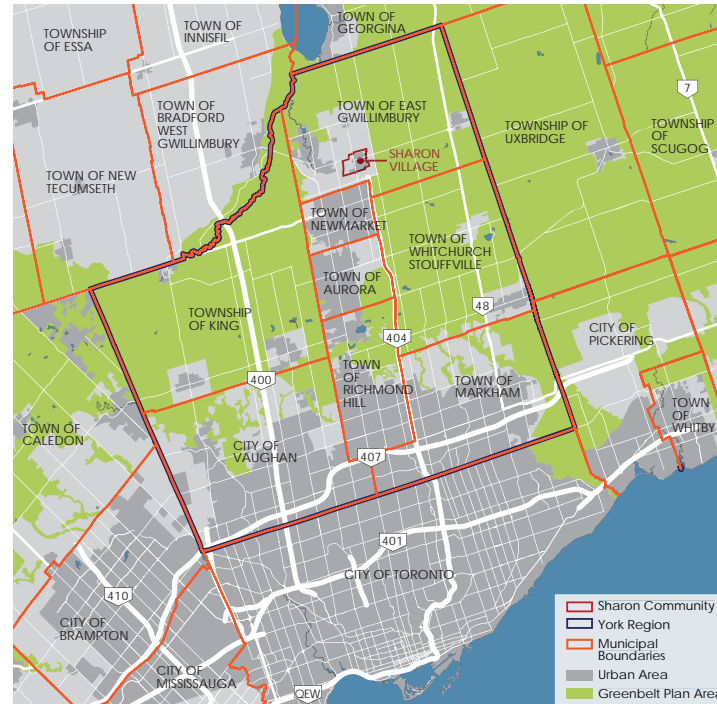 TOWNSHIP
OF ESSA
TOWN OF
INNISFIL
TOWN OF
GEORGINA
7
TOWN OF
BRADFORD
WEST
GWILLIMBURY
TOWN OF EAST
GWILLIMBURY
TOWNSHIP OF
UXBRIDGE
TOWNSHIP
OF
SCUGOG
SHARON
VILLAGE
TOWN OF NEW
TECUMSETH
TOWN OF
NEWMARKET
TOWN OF
WHITCHURCH
STOUFFVILLE
TOWN OF
AURORA
48
TOWNSHIP
OF KING
404
CITY OF
PICKERING
400
TOWN
OF
RICHMOND
HILL
TOWN OF
MARKHAM
TOWN
OF
WHITBY
TOWN OF
CALEDON
CITY OF
VAUGHAN
407
401
CITY OF TORONTO
410
CITY OF
BRAMPTON
CITY OF
MISSISSAUGA
QEW
Sharon Community
York Region
Municipal
Boundaries
Urban Area
Greenbelt Plan Area